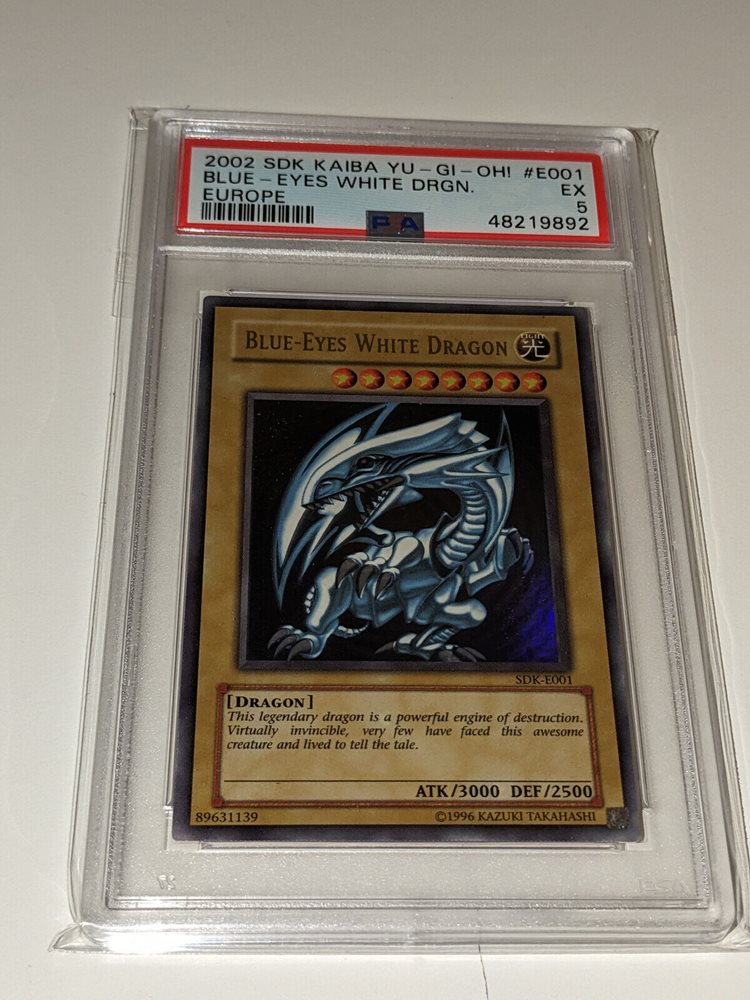 2002 SDK KAIBA YU-GI-OH! #E001
BLUE-EYES WHITE DRGN. EX
EUROPE 5
48219892
BLUE-EYES WHITE DRAGON
LIGHT
光
SDK-E001
[DRAGON]
This legendary dragon is a powerful engine of destruction.
Virtually invincible, very few have faced this awesome
creature and lived to tell the tale.
ATK/3000 DEF/2500
89631139 ©1996 KAZUKI TAKAHASHI